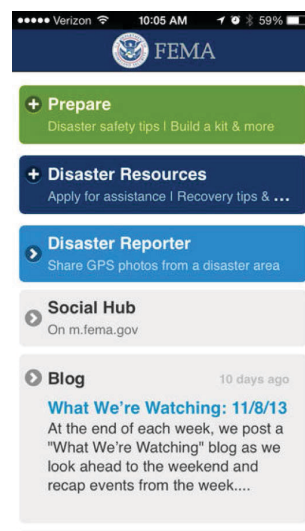 Verizon 10:05 AM 59%
FEMA
Prepare
Disaster safety tips | Build a kit & more
Disaster Resources
Apply for assistance | Recovery tips & ...
Disaster Reporter
Share GPS photos from a disaster area
Social Hub
On m.fema.gov
Blog 10 days ago
What We're Watching: 11/8/13
At the end of each week, we post a
"What We're Watching" blog as we
look ahead to the weekend and
recap events from the week....